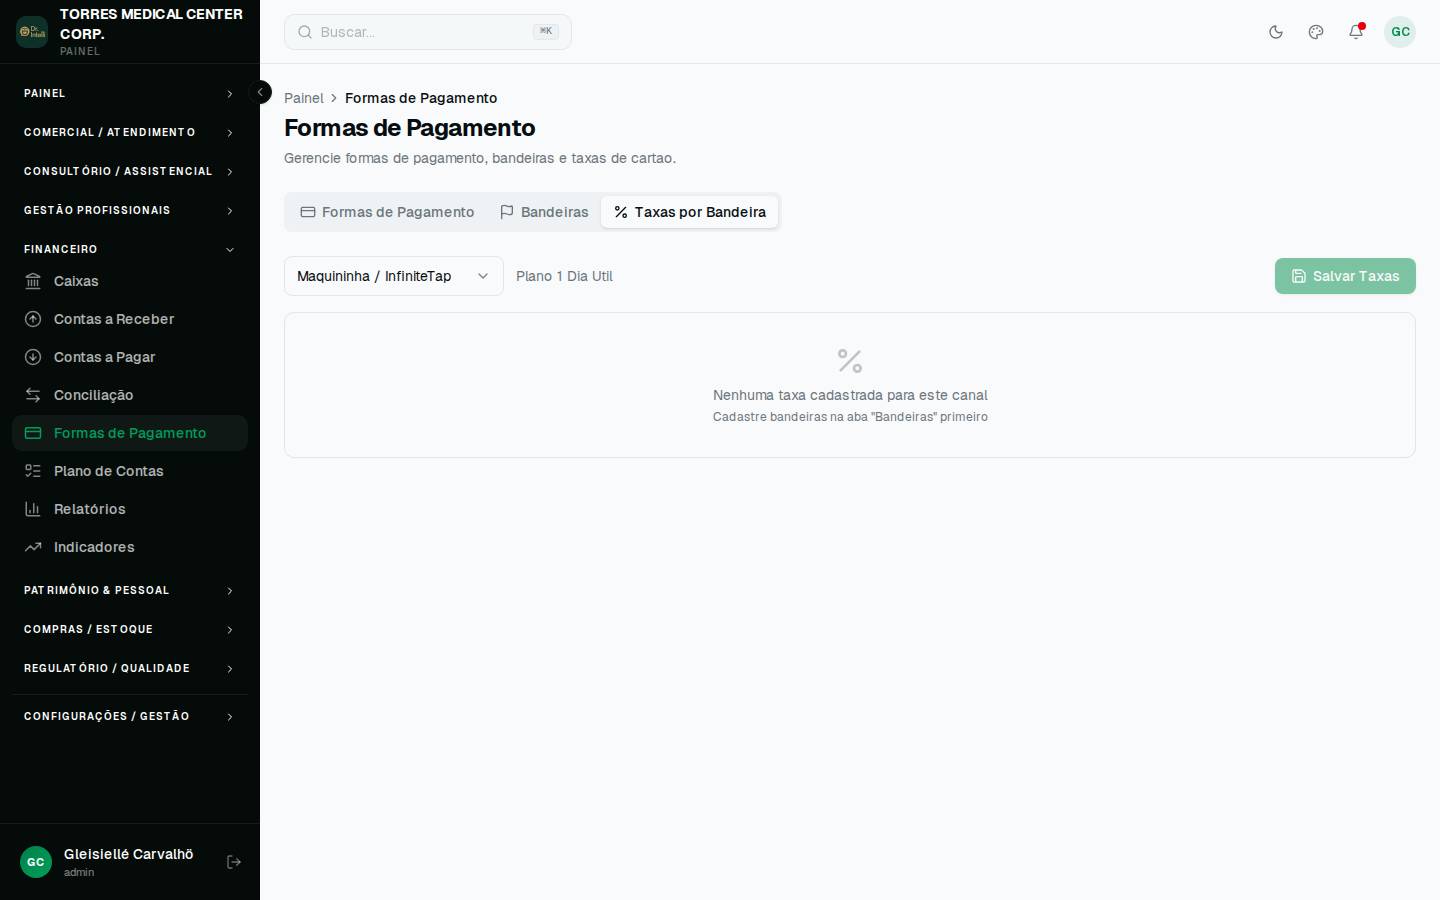 Dr.
Intelli
TORRES MEDICAL CENTER
CORP.
PAINEL
PAINEL
COMERCIAL / ATENDIMENTO
CONSULTÓRIO / ASSISTENCIAL
GESTÃO PROFISSIONAIS
FINANCEIRO
Caixas
Contas a Receber
Contas a Pagar
Conciliação
Formas de Pagamento
Plano de Contas
Relatórios
Indicadores
PATRIMÔNIO & PESSOAL
COMPRAS / ESTOQUE
REGULATÓRIO / QUALIDADE
CONFIGURAÇÕES / GESTÃO
GC
Gleisiellé Carvalhö
admin
Buscar...
⌘K
GC
Painel > Formas de Pagamento
Formas de Pagamento
Gerencie formas de pagamento, bandeiras e taxas de cartao.
Formas de Pagamento
Bandeiras
Taxas por Bandeira
Maquininha / InfiniteTap
Plano 1 Dia Util
Salvar Taxas
Nenhuma taxa cadastrada para este canal
Cadastre bandeiras na aba "Bandeiras" primeiro